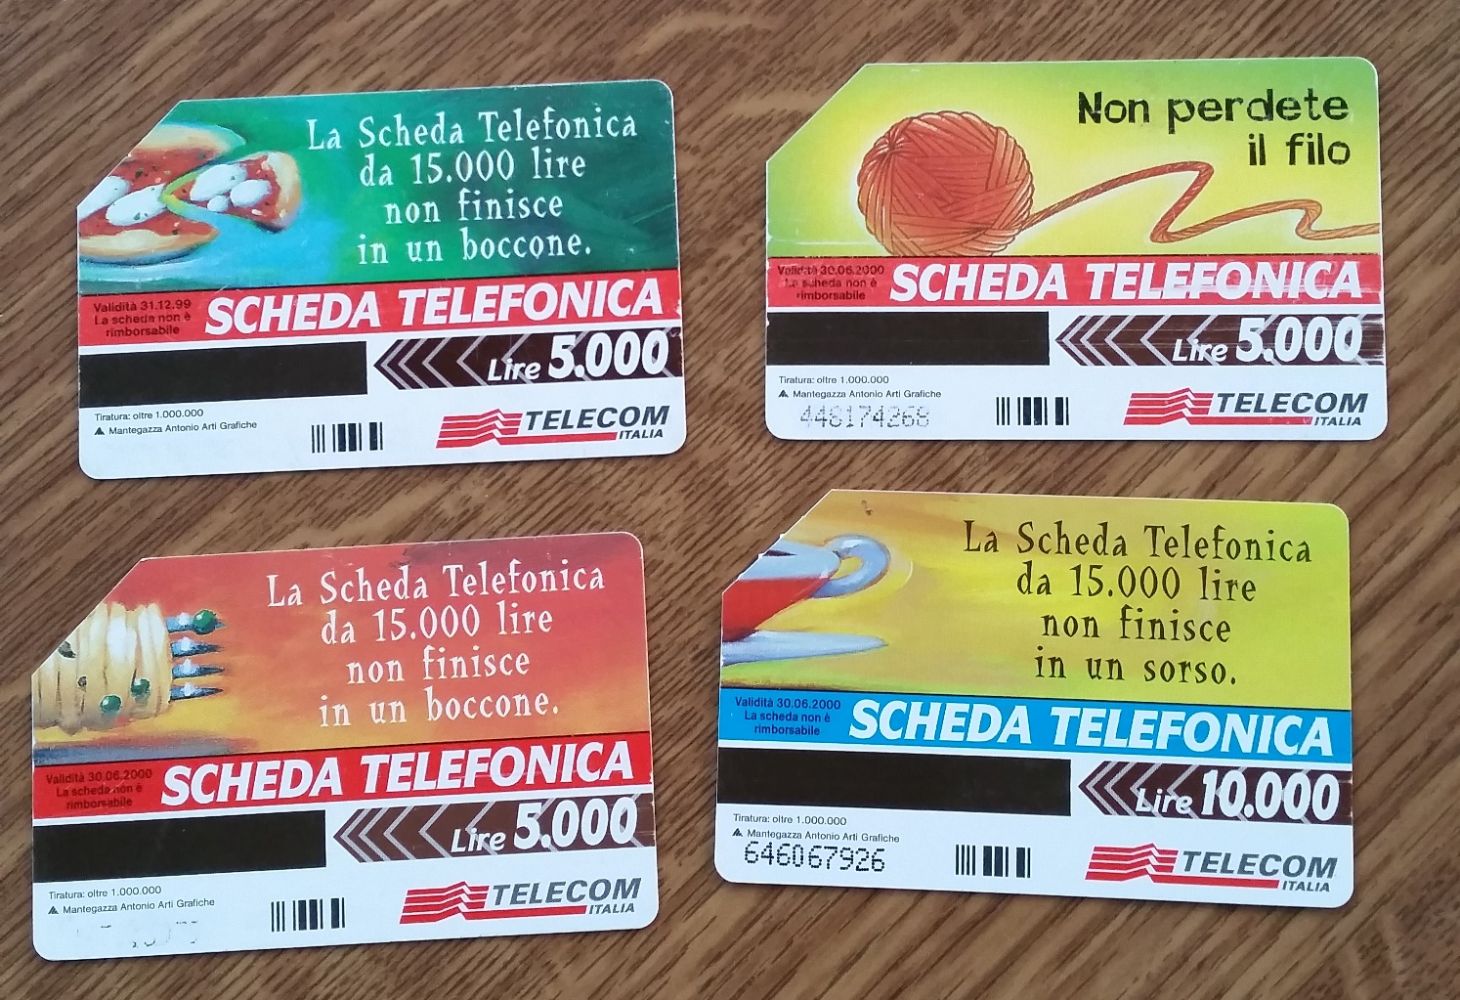 La Scheda Telefonica
da 15.000 lire
non finisce
in un boccone.
Validità 31.12.99
La scheda non è
rimborsabile
SCHEDA TELEFONICA
Lire 5.000
Tiratura: oltre 1.000.000
Mantegazza Antonio Arti Grafiche
TELECOM
ITALIA
Non perdete
il filo
Validità 30.06.2000
La scheda non è
rimborsabile
SCHEDA TELEFONICA
Lire 5.000
Tiratura: oltre 1.000.000
Mantegazza Antonio Arti Grafiche
448174268
TELECOM
ITALIA
La Scheda Telefonica
da 15.000 lire
non finisce
in un boccone.
Validità 30.06.2000
La scheda non è
rimborsabile
SCHEDA TELEFONICA
Lire 5.000
Tiratura: oltre 1.000.000
Mantegazza Antonio Arti Grafiche
TELECOM
ITALIA
La Scheda Telefonica
da 15.000 lire
non finisce
in un sorso.
Validità 30.06.2000
La scheda non è
rimborsabile
SCHEDA TELEFONICA
Lire 10.000
Tiratura: oltre 1.000.000
Mantegazza Antonio Arti Grafiche
646067926
TELECOM
ITALIA